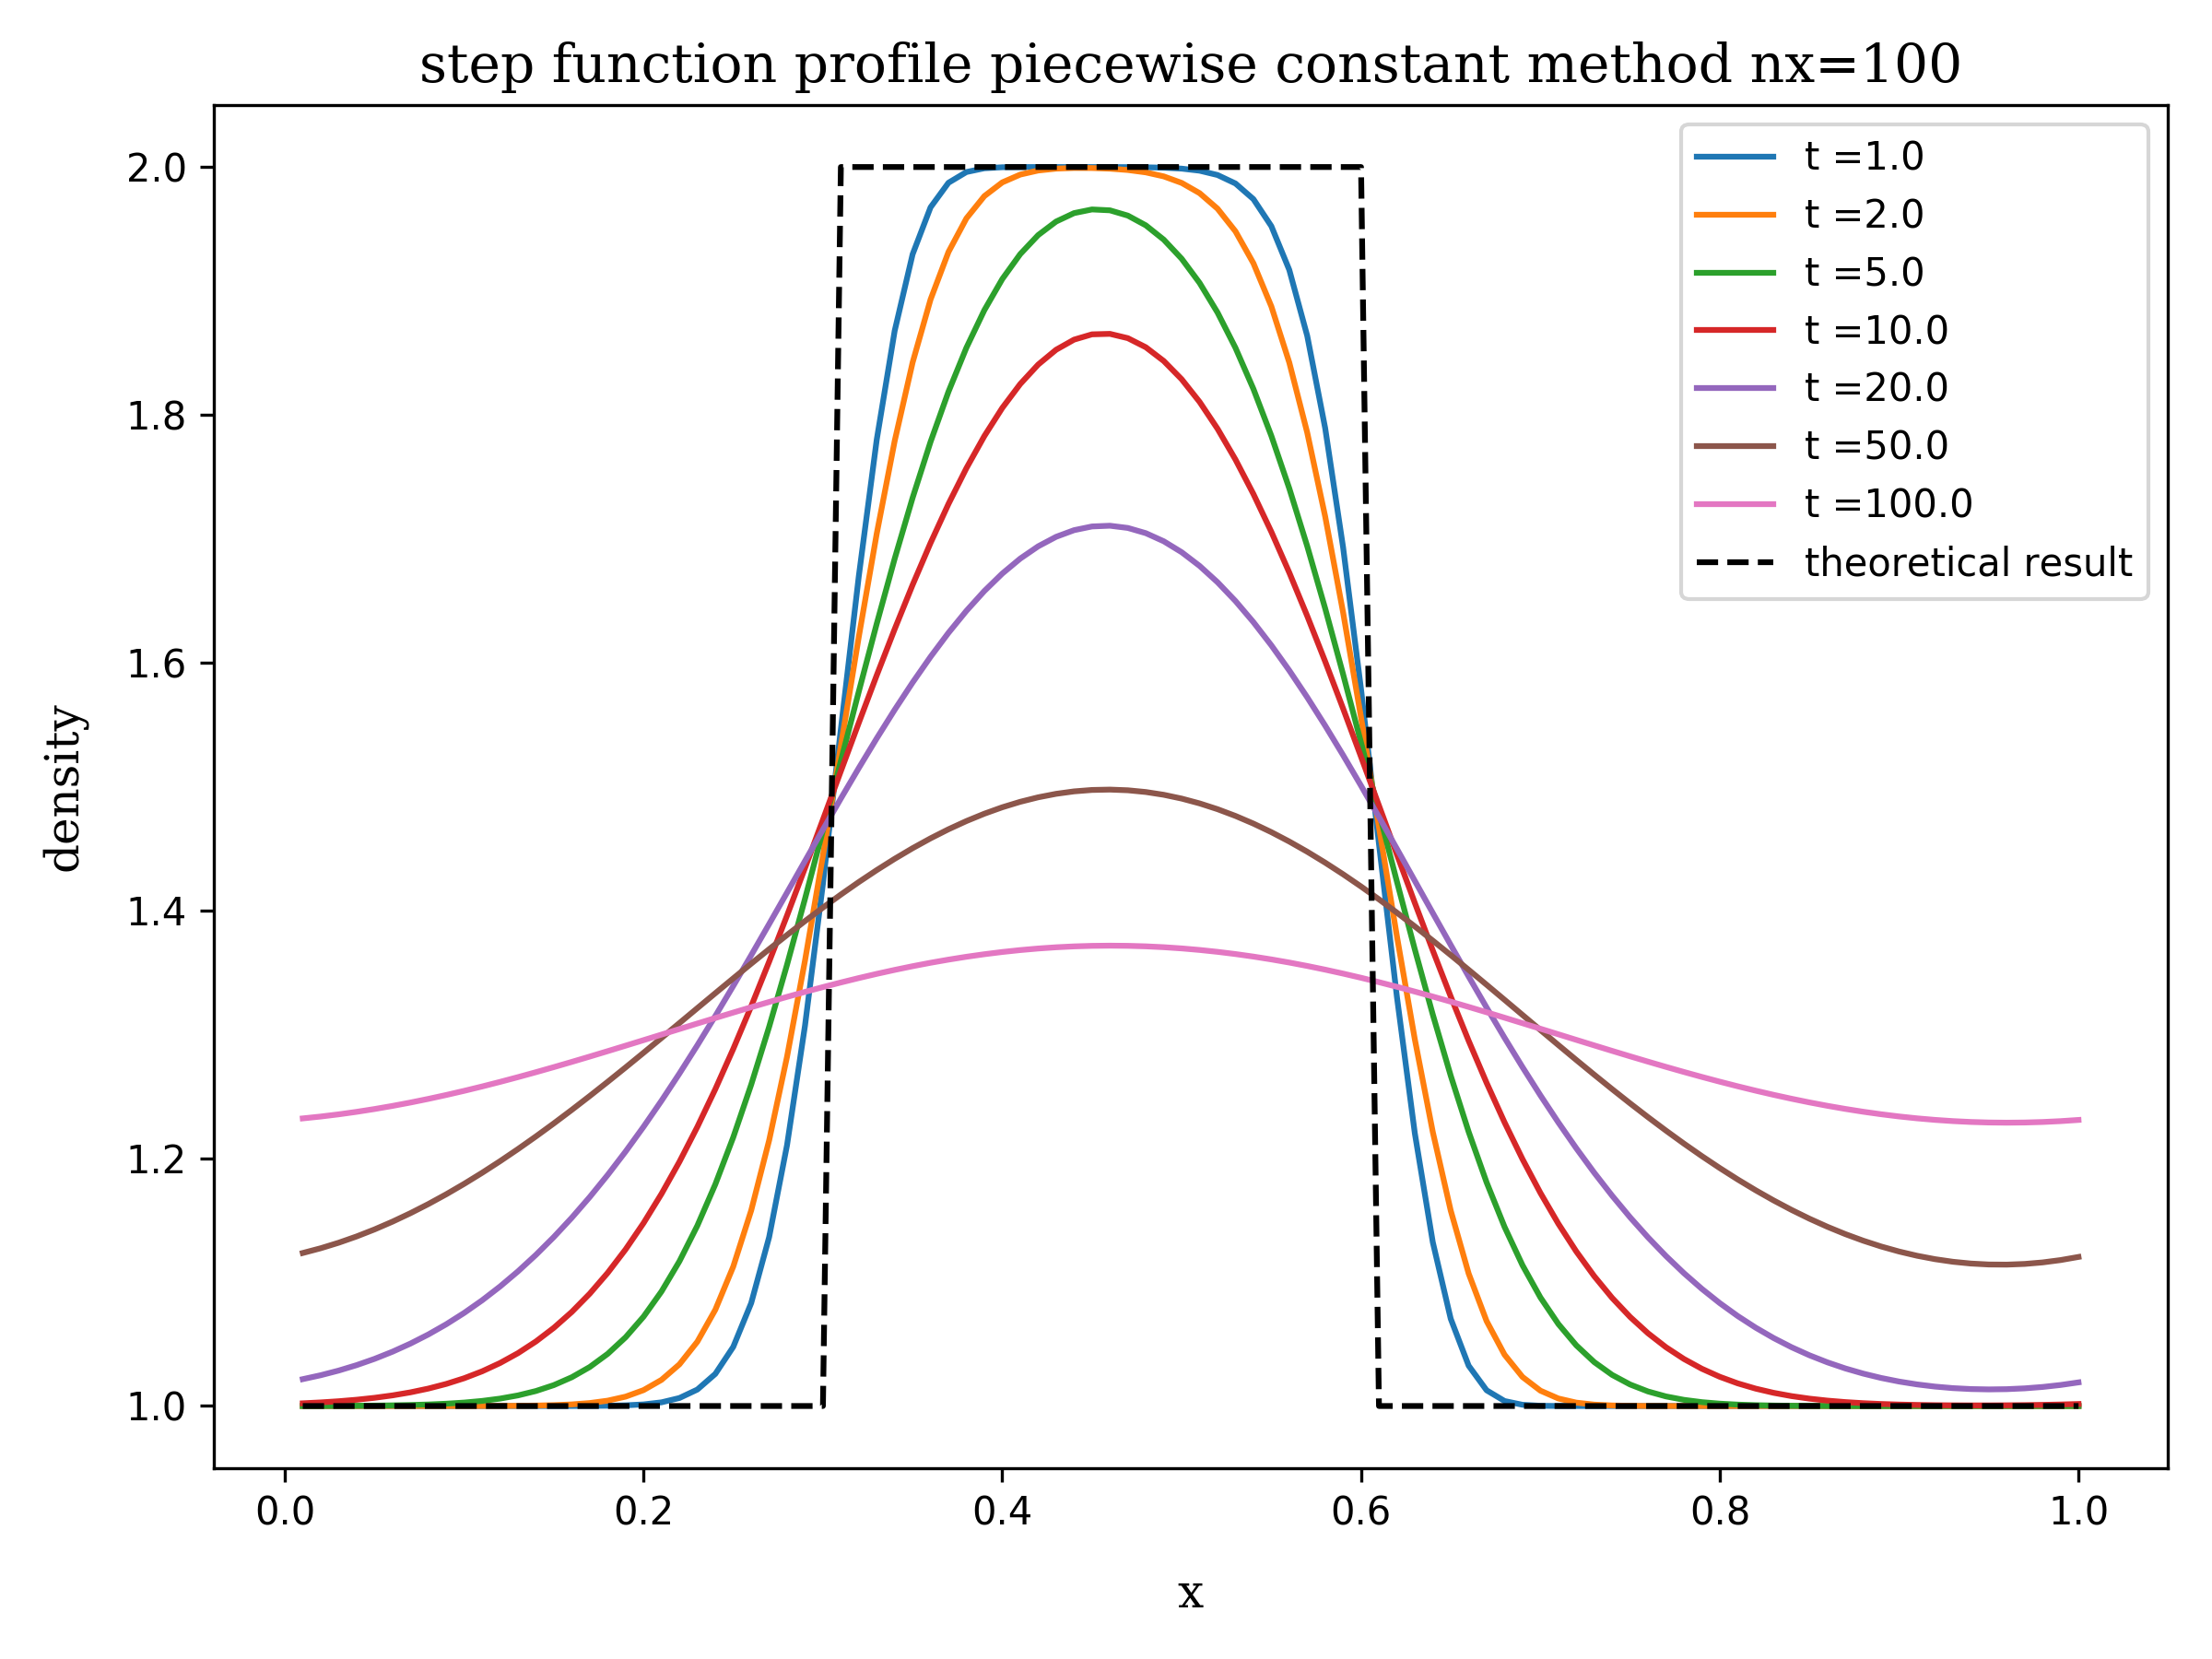 step function profile piecewise constant method nx=100
density
2.0
1.8
1.6
1.4
1.2
1.0
t =1.0
t =2.0
t =5.0
t =10.0
t =20.0
t =50.0
t =100.0
theoretical result
0.0 0.2 0.4 0.6 0.8 1.0
x